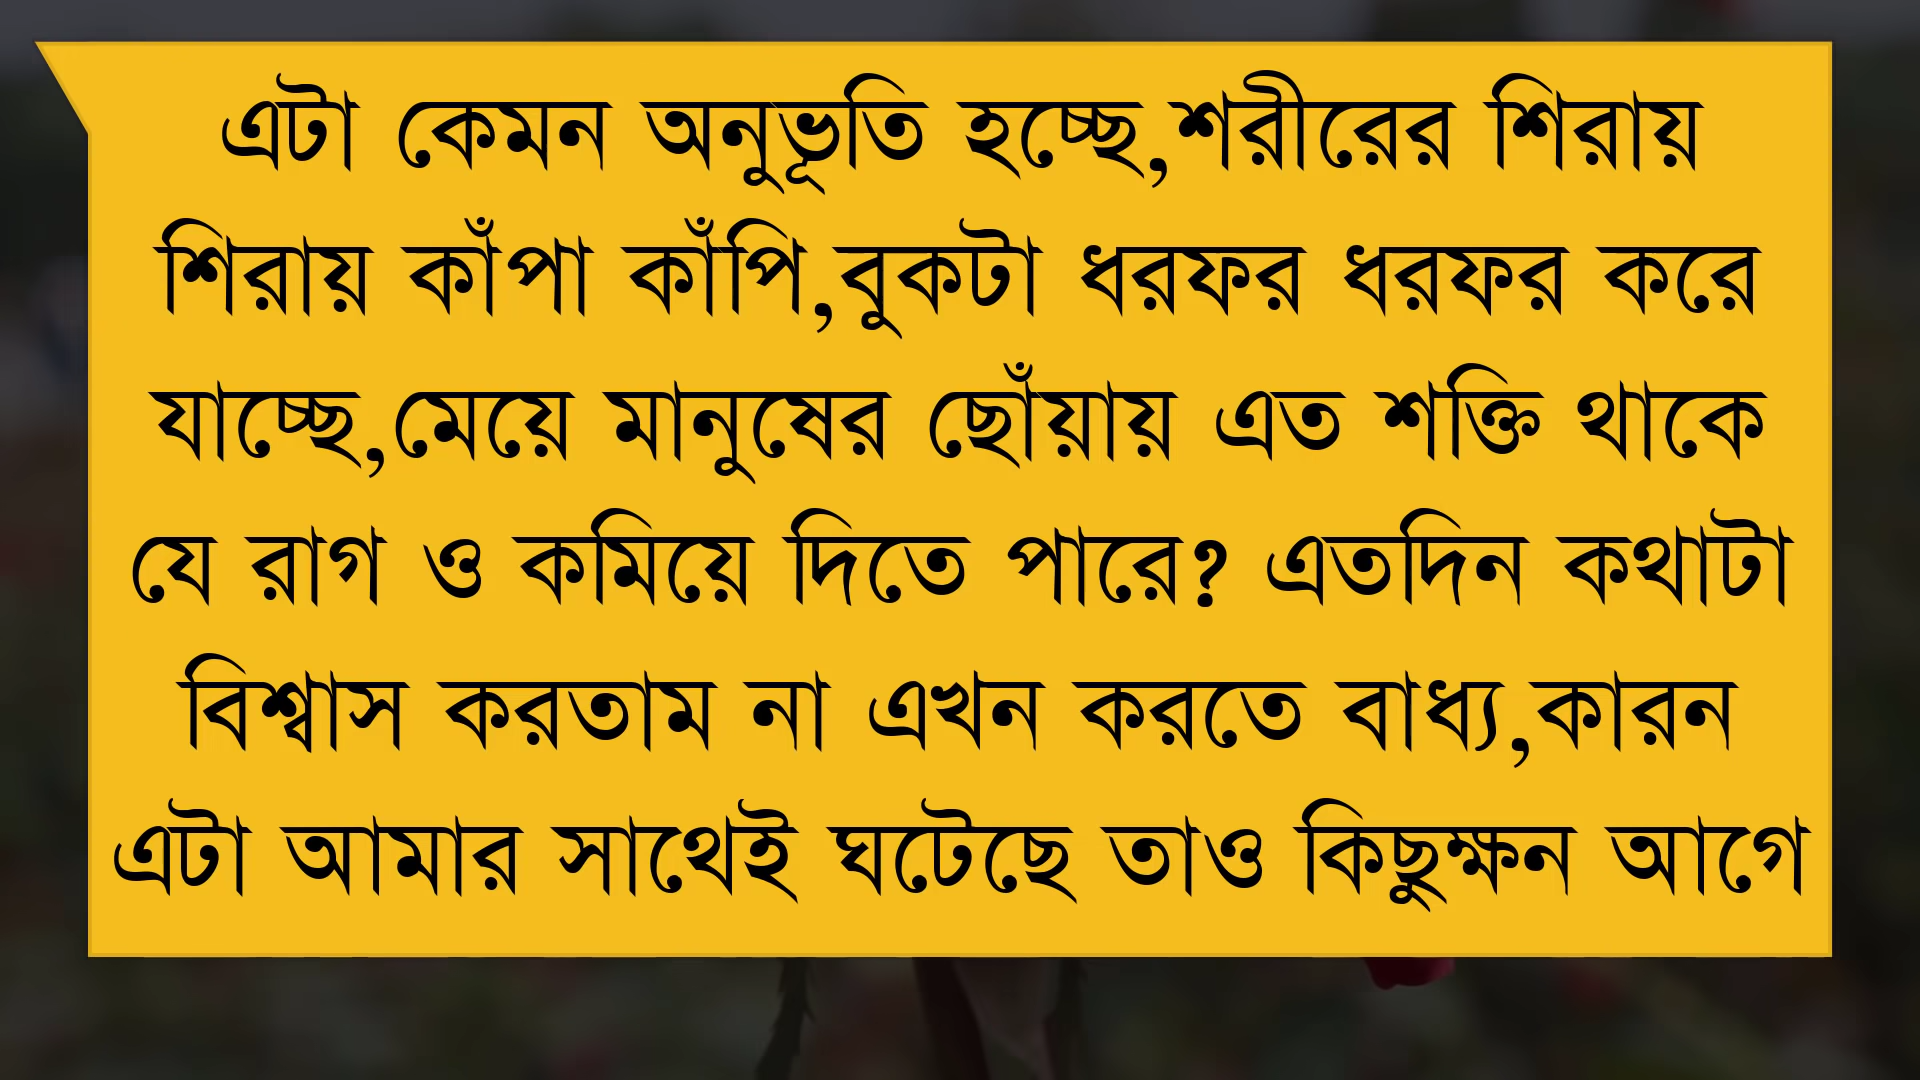 এটা কেমন অনুভূতি হচ্ছে,শরীরের শিরায়
শিরায় কাঁপা কাঁপি,বুকটা ধরফর ধরফর করে
যাচ্ছে,মেয়ে মানুষের ছোঁয়ায় এত শক্তি থাকে
যে রাগ ও কমিয়ে দিতে পারে? এতদিন কথাটা
বিশ্বাস করতাম না এখন করতে বাধ্য,কারন
এটা আমার সাথেই ঘটেছে তাও কিছুক্ষন আগে